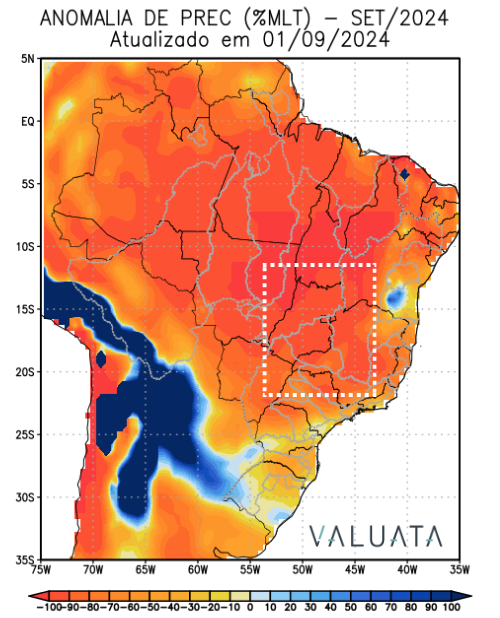 ANOMALIA DE PREC (%MLT) – SET/2024
Atualizado em 01/09/2024
5N
EQ
5S
10S
15S
20S
25S
30S
35S
VALUATA
75W 70W 65W 60W 55W 50W 45W 40W 35W
-100 -90 -80 -70 -60 -50 -40 -30 -20 -10 0 10 20 30 40 50 60 70 80 90 100